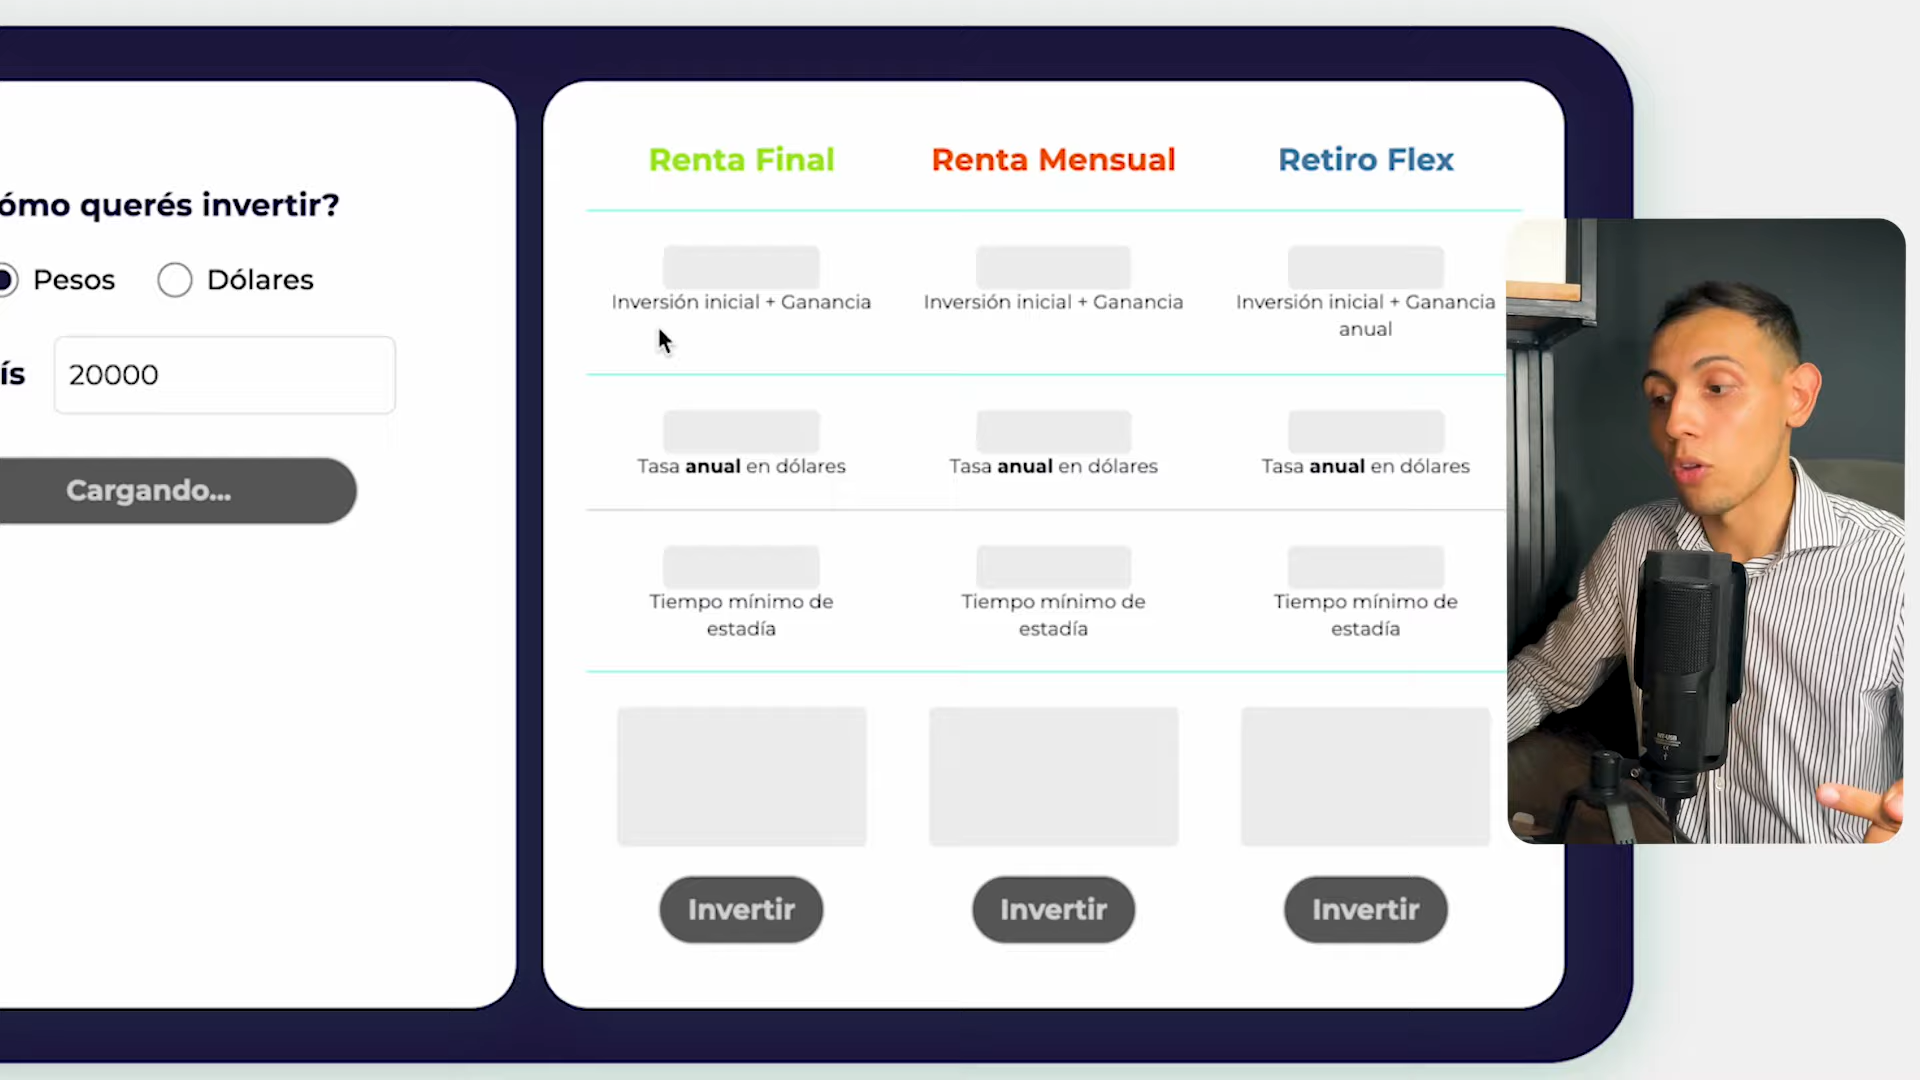 ómo querés invertir?
Pesos
Dólares
ís
20000
Cargando...
Renta Final
Renta Mensual
Retiro Flex
Inversión inicial + Ganancia
Inversión inicial + Ganancia
Inversión inicial + Ganancia
anual
Tasa anual en dólares
Tasa anual en dólares
Tasa anual en dólares
Tiempo mínimo de
estadía
Tiempo mínimo de
estadía
Tiempo mínimo de
estadía
Invertir
Invertir
Invertir
NT-USB